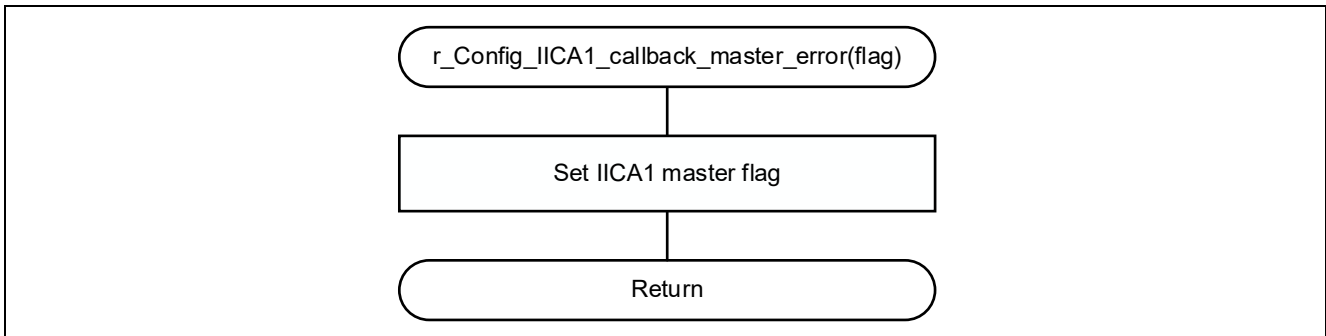 r_Config_IICA1_callback_master_error(flag)
Set IICA1 master flag
Return